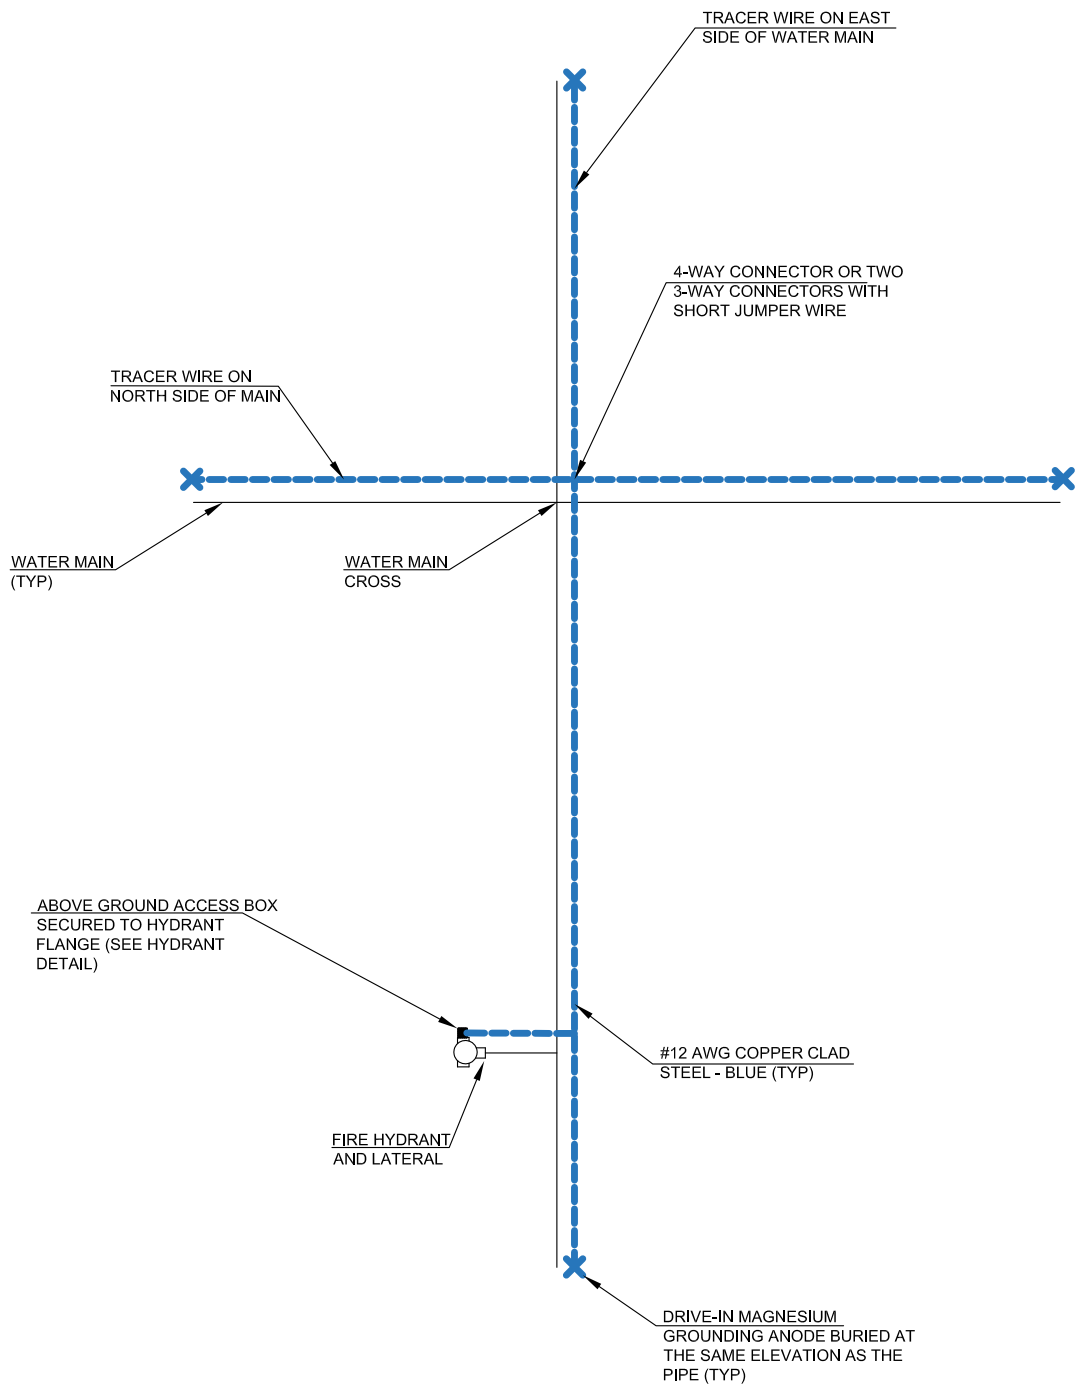 TRACER WIRE ON EAST
SIDE OF WATER MAIN
4-WAY CONNECTOR OR TWO
3-WAY CONNECTORS WITH
SHORT JUMPER WIRE
TRACER WIRE ON
NORTH SIDE OF MAIN
WATER MAIN
(TYP)
WATER MAIN
CROSS
ABOVE GROUND ACCESS BOX
SECURED TO HYDRANT
FLANGE (SEE HYDRANT
DETAIL)
#12 AWG COPPER CLAD
STEEL - BLUE (TYP)
FIRE HYDRANT
AND LATERAL
DRIVE-IN MAGNESIUM
GROUNDING ANODE BURIED AT
THE SAME ELEVATION AS THE
PIPE (TYP)